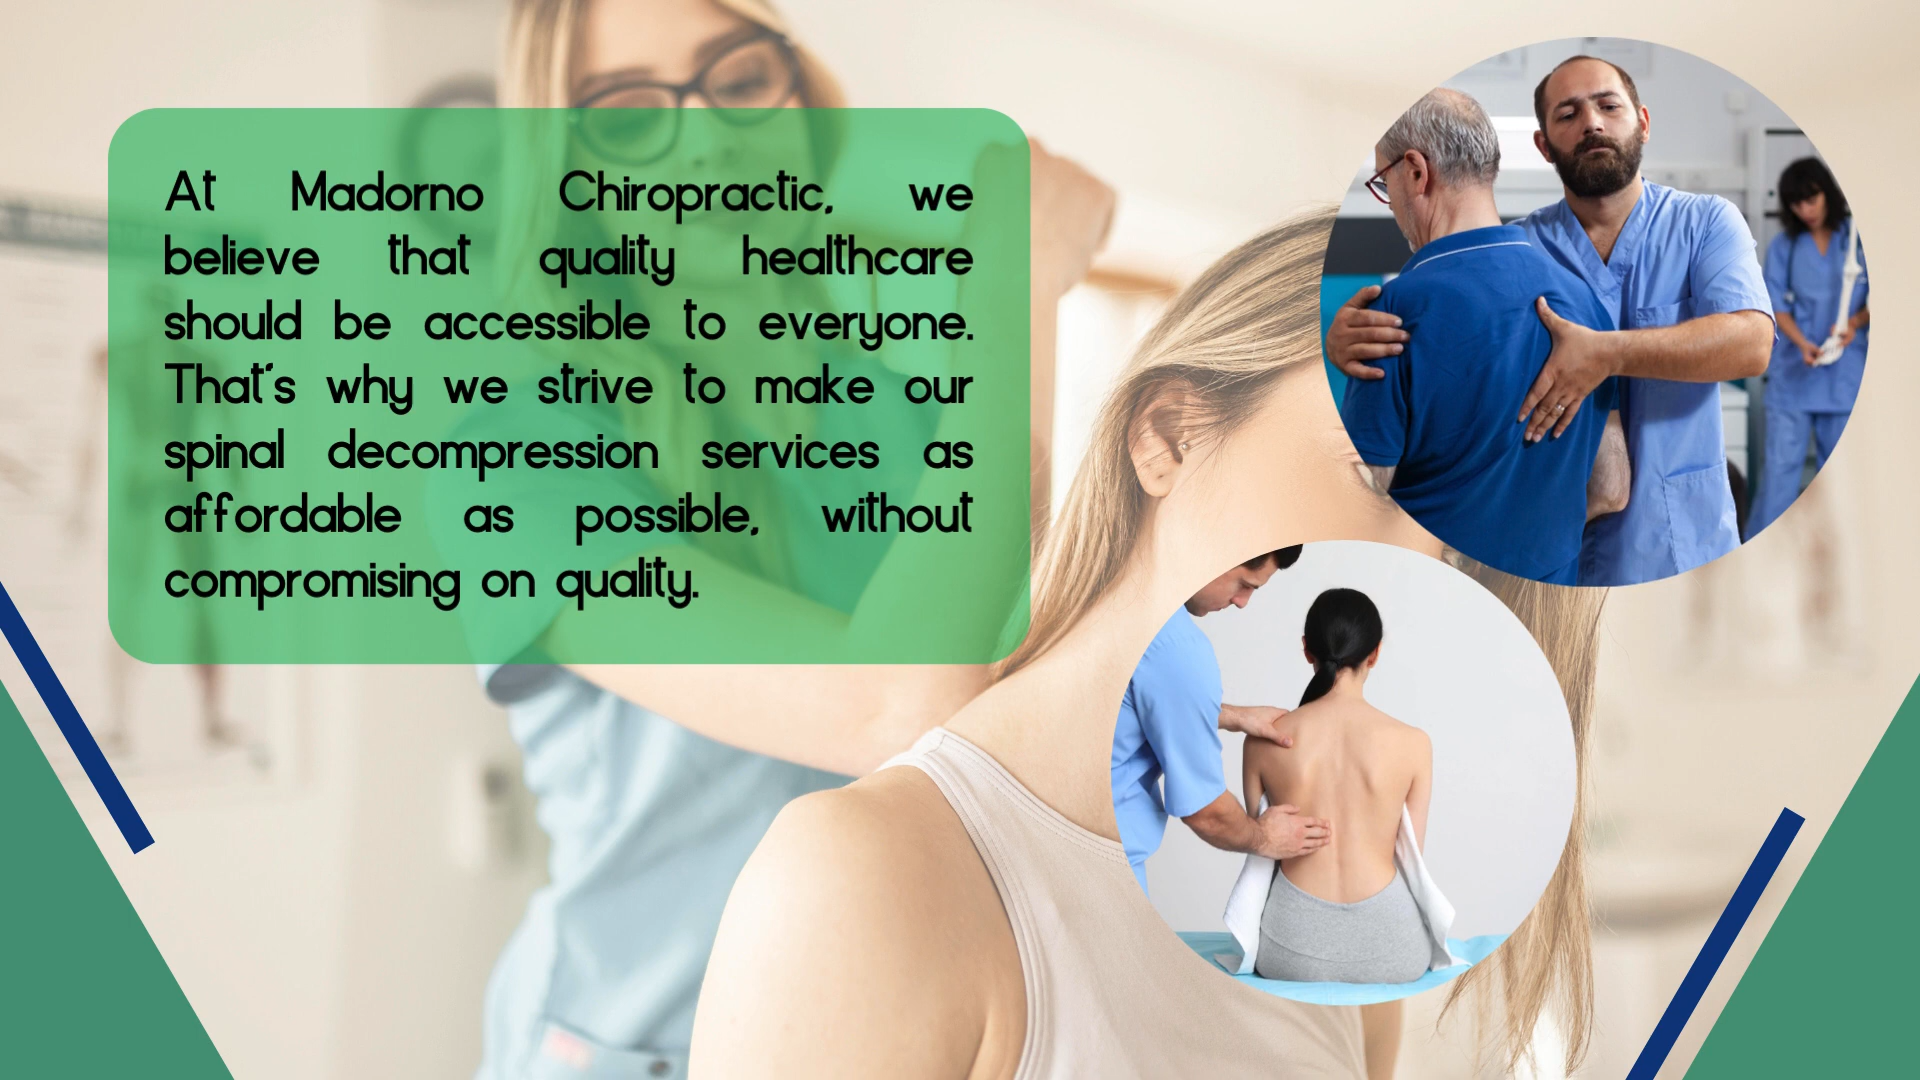 At Madorno Chiropractic, we
believe that quality healthcare
should be accessible to everyone.
That's why we strive to make our
spinal decompression services as
affordable as possible, without
compromising on quality.